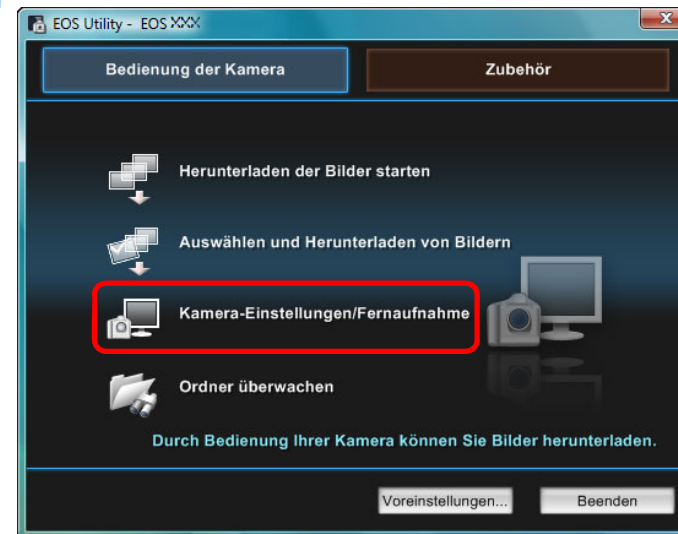 EOS Utility - EOS XXX
Bedienung der Kamera
Zubehör
Herunterladen der Bilder starten
Auswählen und Herunterladen von Bildern
Kamera-Einstellungen/Fernaufnahme
Ordner überwachen
Durch Bedienung Ihrer Kamera können Sie Bilder herunterladen.
Voreinstellungen...
Beenden